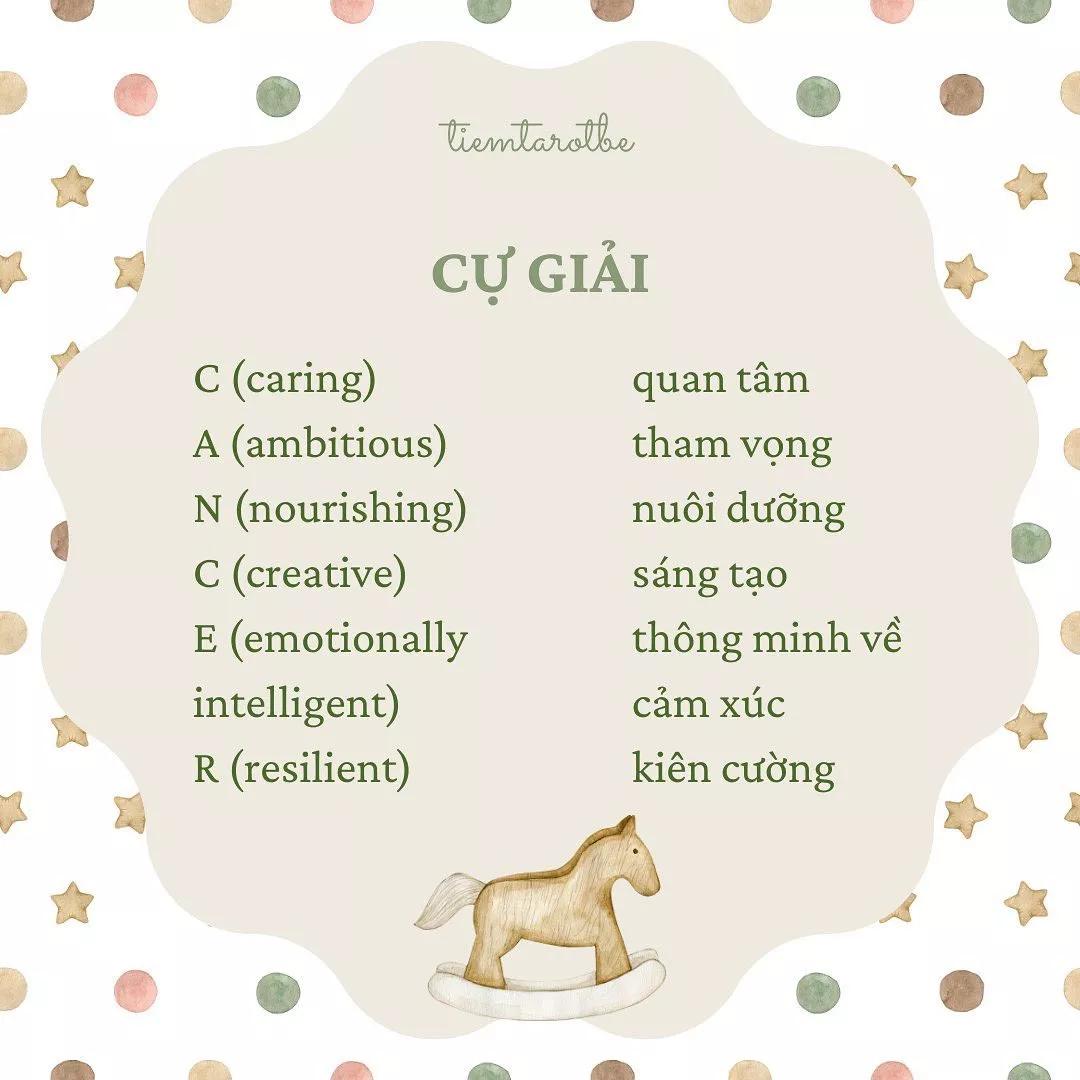 tiemtarotbe
CỰ GIẢI
C (caring) quan tâm
A (ambitious) tham vọng
N (nourishing) nuôi dưỡng
C (creative) sáng tạo
E (emotionally thông minh về
intelligent) cảm xúc
R (resilient) kiên cường